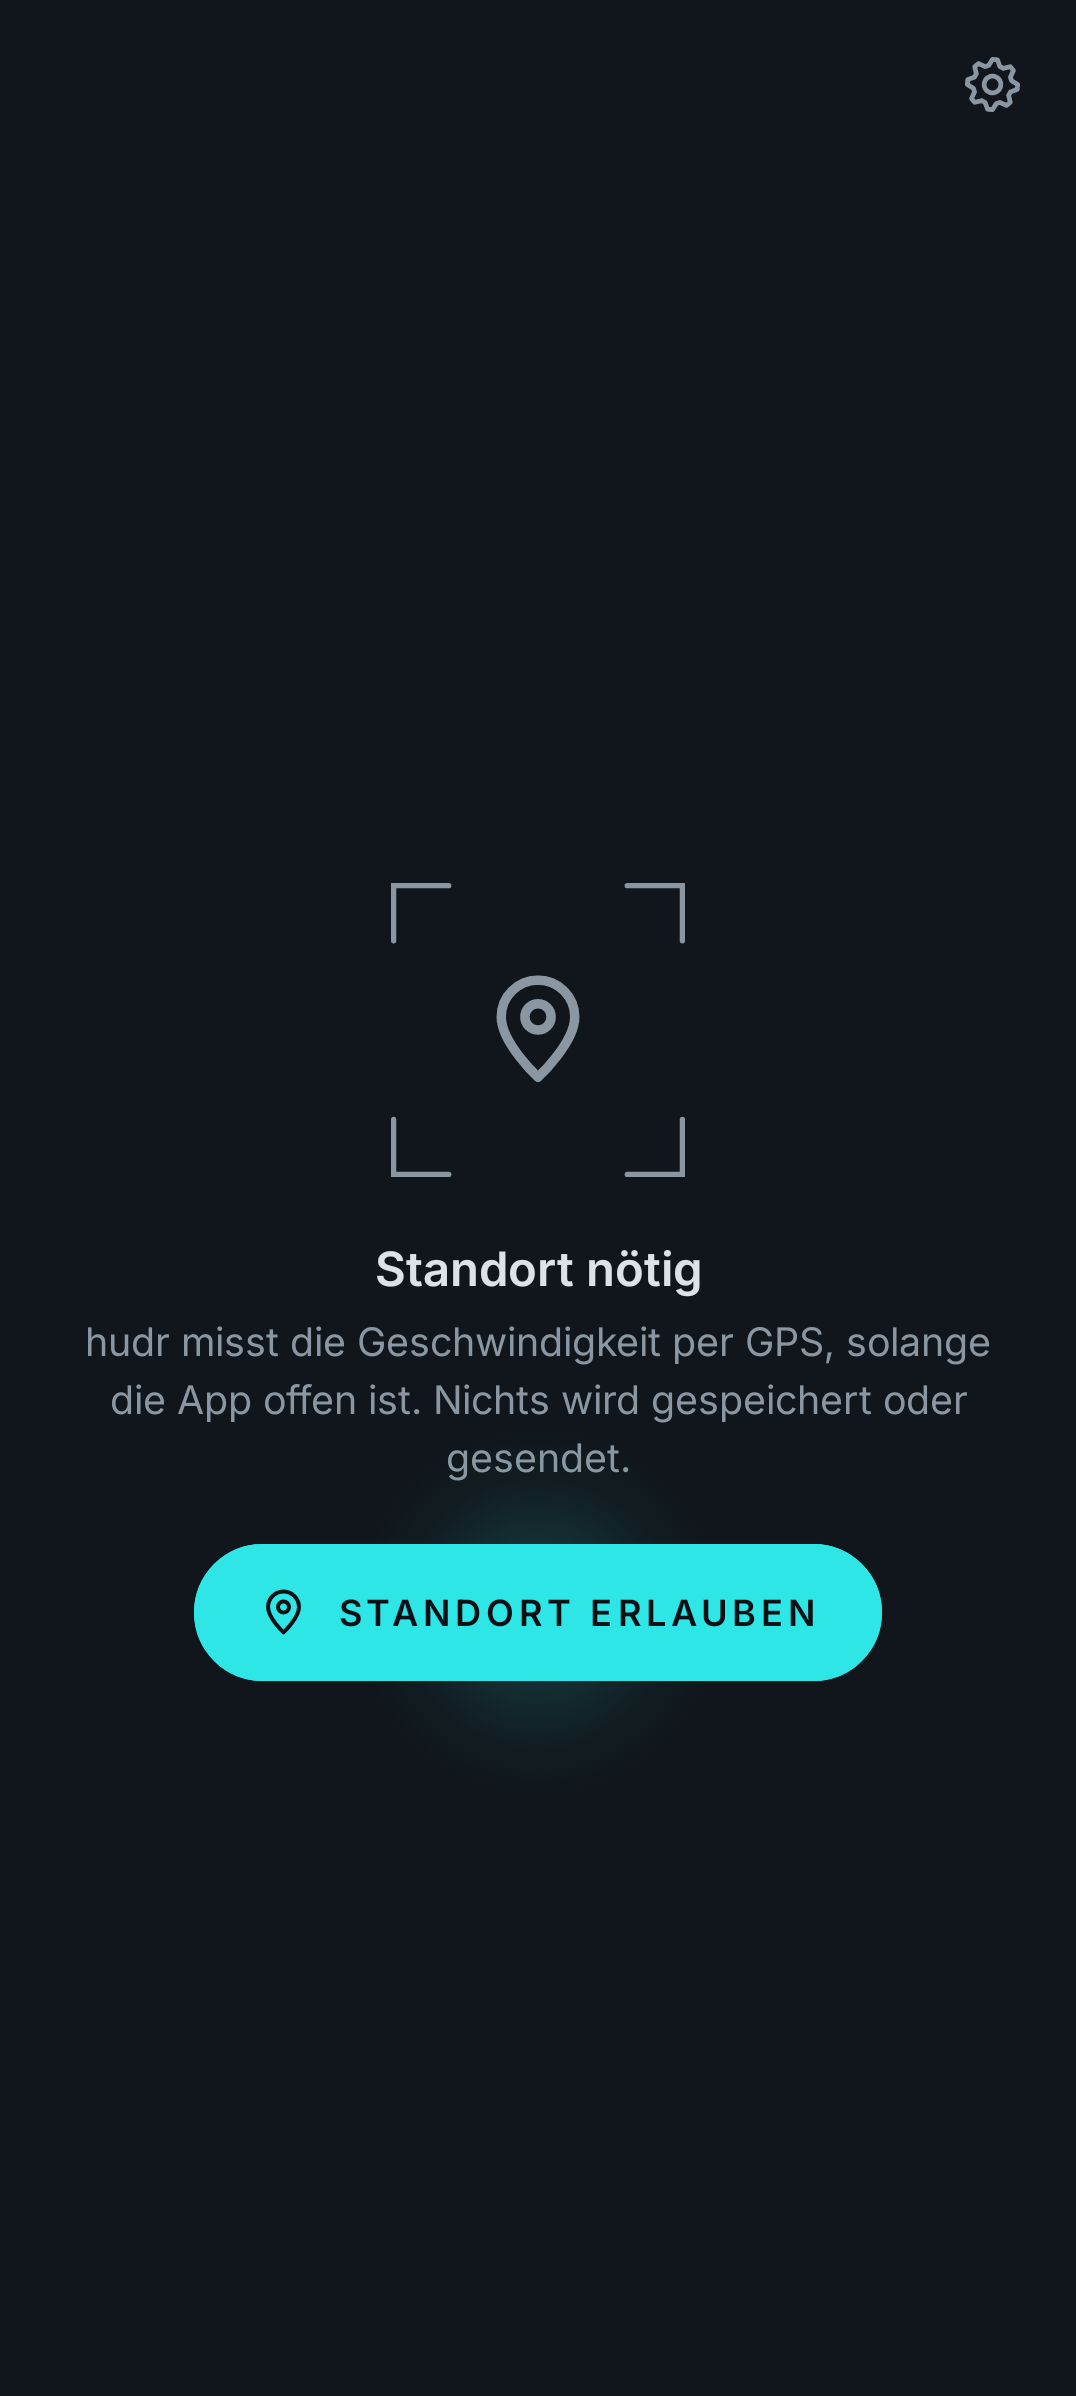 Standort nötig
hudr misst die Geschwindigkeit per GPS, solange
die App offen ist. Nichts wird gespeichert oder
gesendet.
STANDORT ERLAUBEN